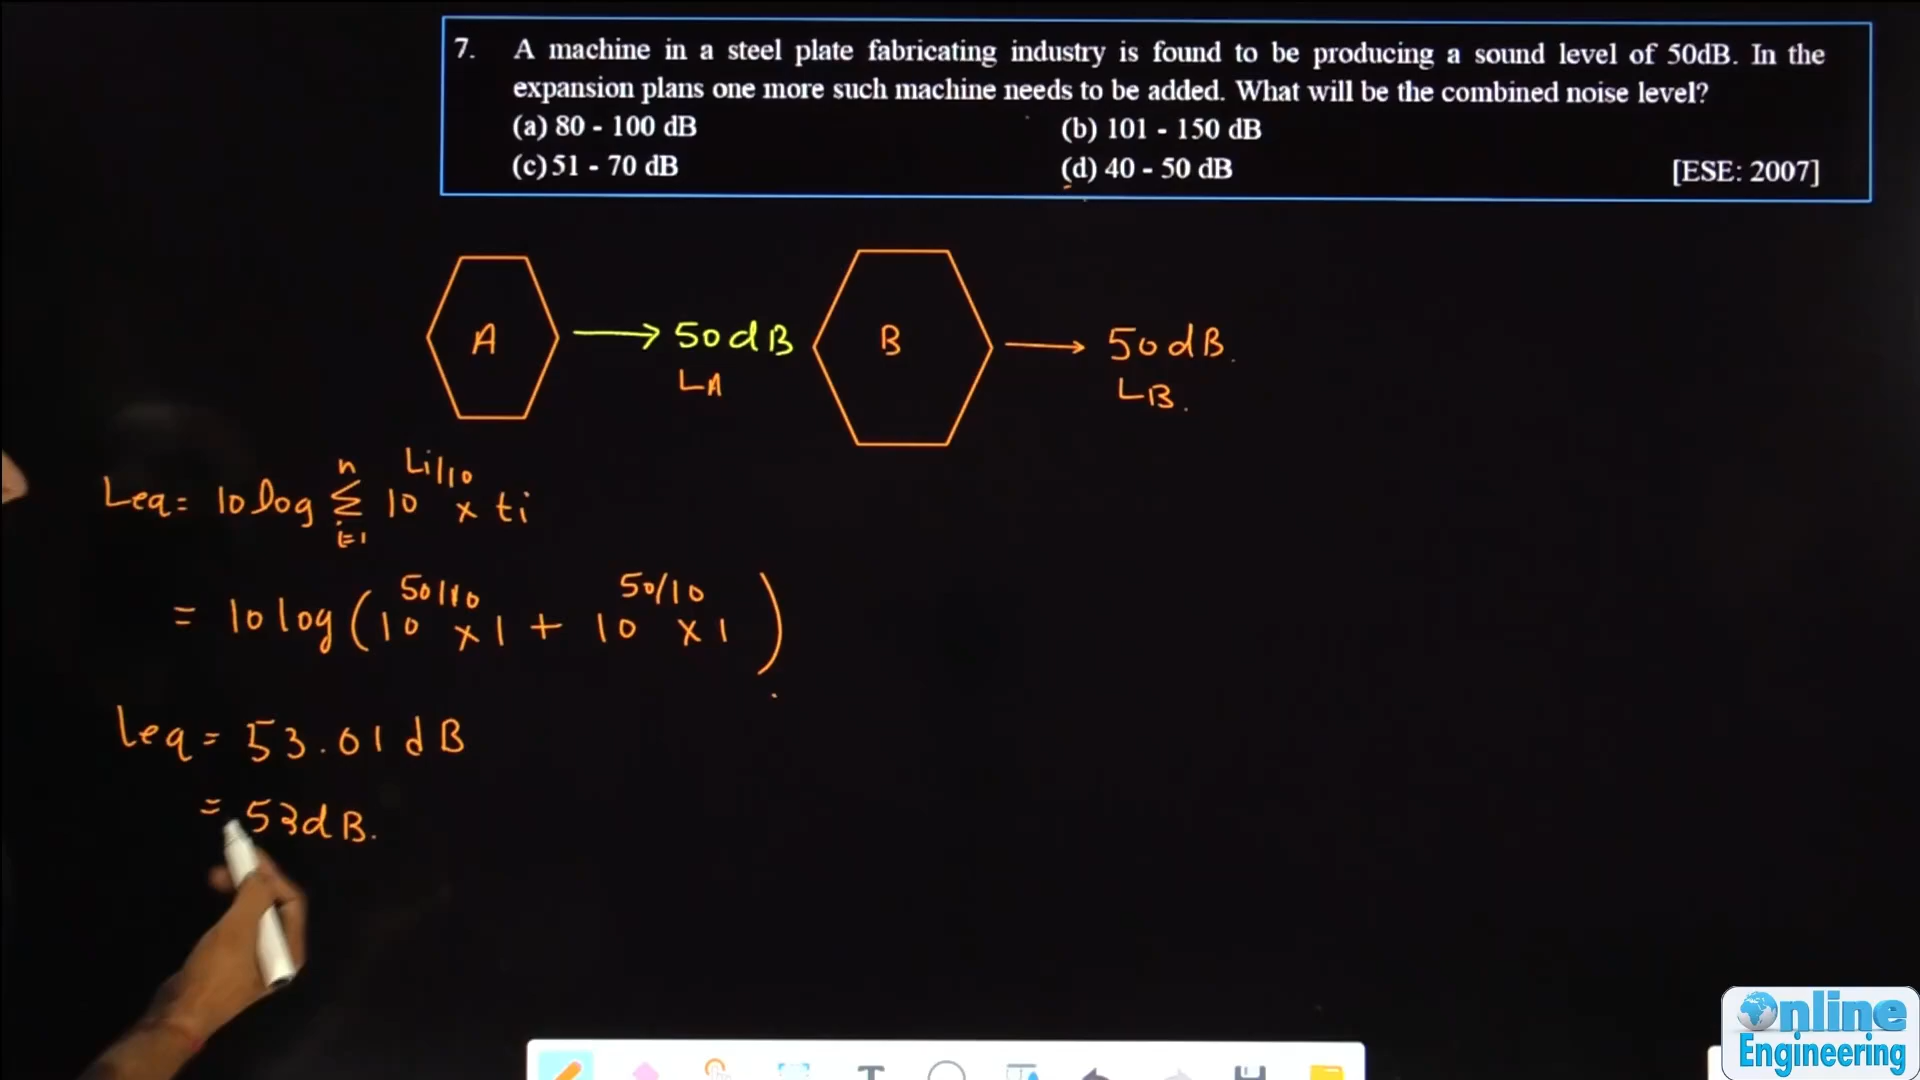 7. A machine in a steel plate fabricating industry is found to be producing a sound level of 50dB. In the
expansion plans one more such machine needs to be added. What will be the combined noise level?
(a) 80 - 100 dB (b) 101 - 150 dB
(c) 51 - 70 dB (d) 40 - 50 dB [ESE: 2007]
A → 50dB B → 50dB.
LA LB.
Leq = 10 log n Σ i=1 10 Li/10 x ti
= 10 log ( 10 50/10 x 1 + 10 50/10 x 1 )
Leq = 53.01 dB
= 53dB.
Online
Engineering